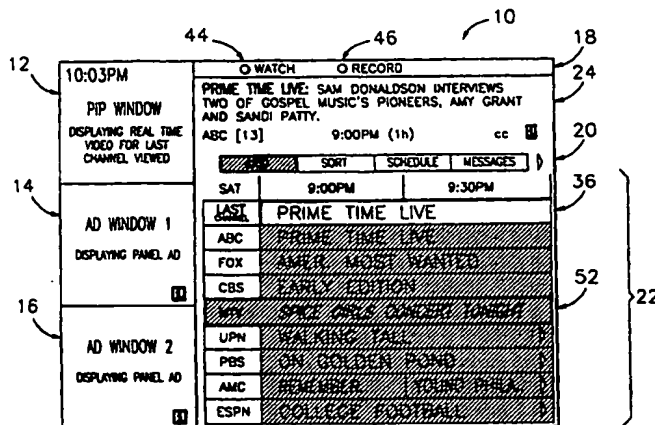 10
44
46
WATCH
RECORD
18
12
10:03PM
PIP WINDOW
DISPLAYING REAL TIME
VIDEO FOR LAST
CHANNEL VIEWED
PRIME TIME LIVE: SAM DONALDSON INTERVIEWS
TWO OF GOSPEL MUSIC'S PIONEERS, AMY GRANT
AND SANDI PATTY.
ABC [13] 9:00PM (1h) cc
24
SORT SCHEDULE MESSAGES
20
SAT 9:00PM 9:30PM
14
AD WINDOW 1
DISPLAYING PANEL AD
36
LAST CHANNEL PRIME TIME LIVE
ABC PRIME TIME LIVE
FOX AMER. MOST WANTED
CBS EARLY EDITION
MTV SPICE GIRLS CONCERT TONIGHT
52
22
UPN WALKING TALL
PBS ON GOLDEN POND
AMC REMEMBER YOUNG PHILA.
ESPN COLLEGE FOOTBALL
16
AD WINDOW 2
DISPLAYING PANEL AD